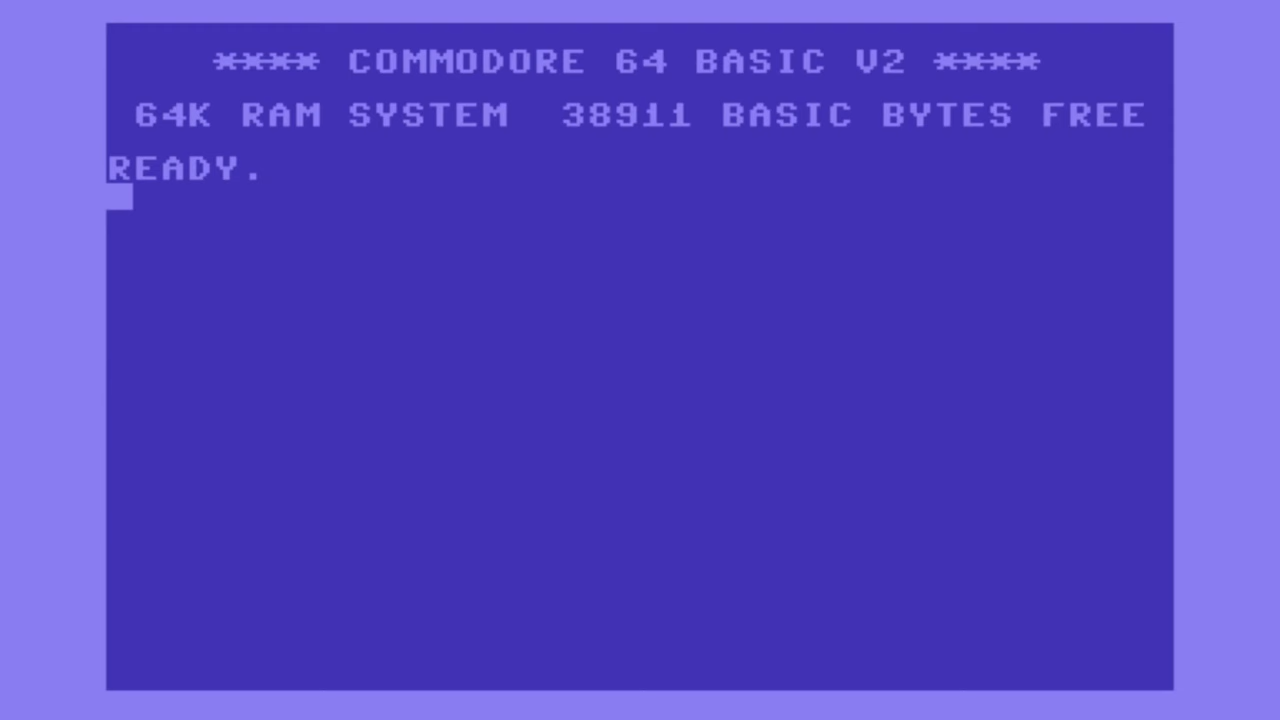 **** COMMODORE 64 BASIC V2 ****
64K RAM SYSTEM  38911 BASIC BYTES FREE
READY.